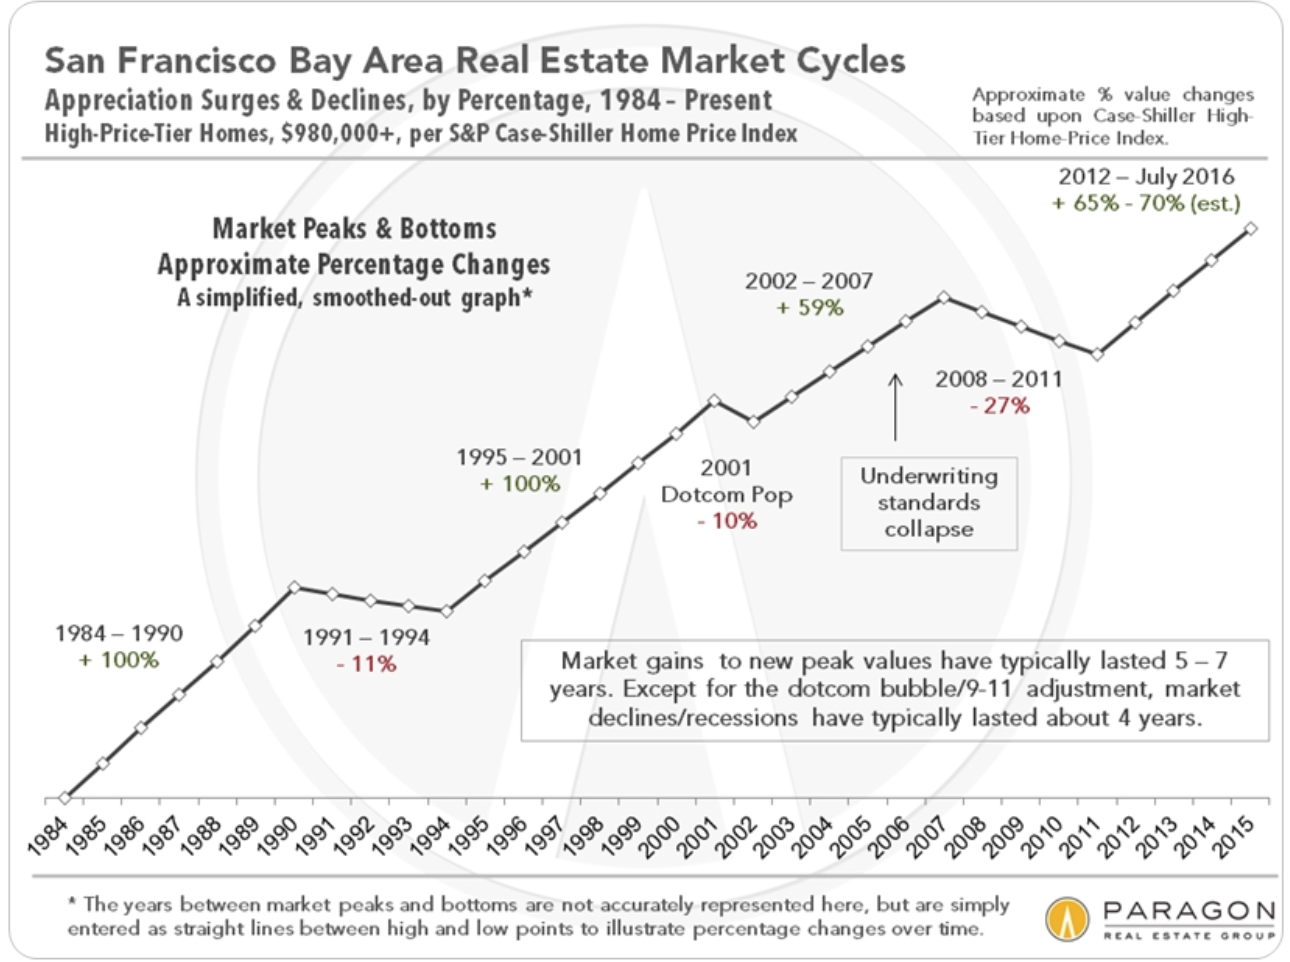 San Francisco Bay Area Real Estate Market Cycles
Appreciation Surges & Declines, by Percentage, 1984 - Present
High-Price-Tier Homes, $980,000+, per S&P Case-Shiller Home Price Index
Approximate % value changes
based upon Case-Shiller High-
Tier Home-Price Index.
2012 – July 2016
+ 65% - 70% (est.)
Market Peaks & Bottoms
Approximate Percentage Changes
A simplified, smoothed-out graph*
2002 – 2007
+ 59%
2008 – 2011
- 27%
1995 – 2001
+ 100%
2001
Dotcom Pop
- 10%
Underwriting
standards
collapse
1984 – 1990
+ 100%
1991 – 1994
- 11%
Market gains to new peak values have typically lasted 5 – 7
years. Except for the dotcom bubble/9-11 adjustment, market
declines/recessions have typically lasted about 4 years.
1984 1985 1986 1987 1988 1989 1990 1991 1992 1993 1994 1995 1996 1997 1998 1999 2000 2001 2002 2003 2004 2005 2006 2007 2008 2009 2010 2011 2012 2013 2014 2015
* The years between market peaks and bottoms are not accurately represented here, but are simply
entered as straight lines between high and low points to illustrate percentage changes over time.
PARAGON
REAL ESTATE GROUP